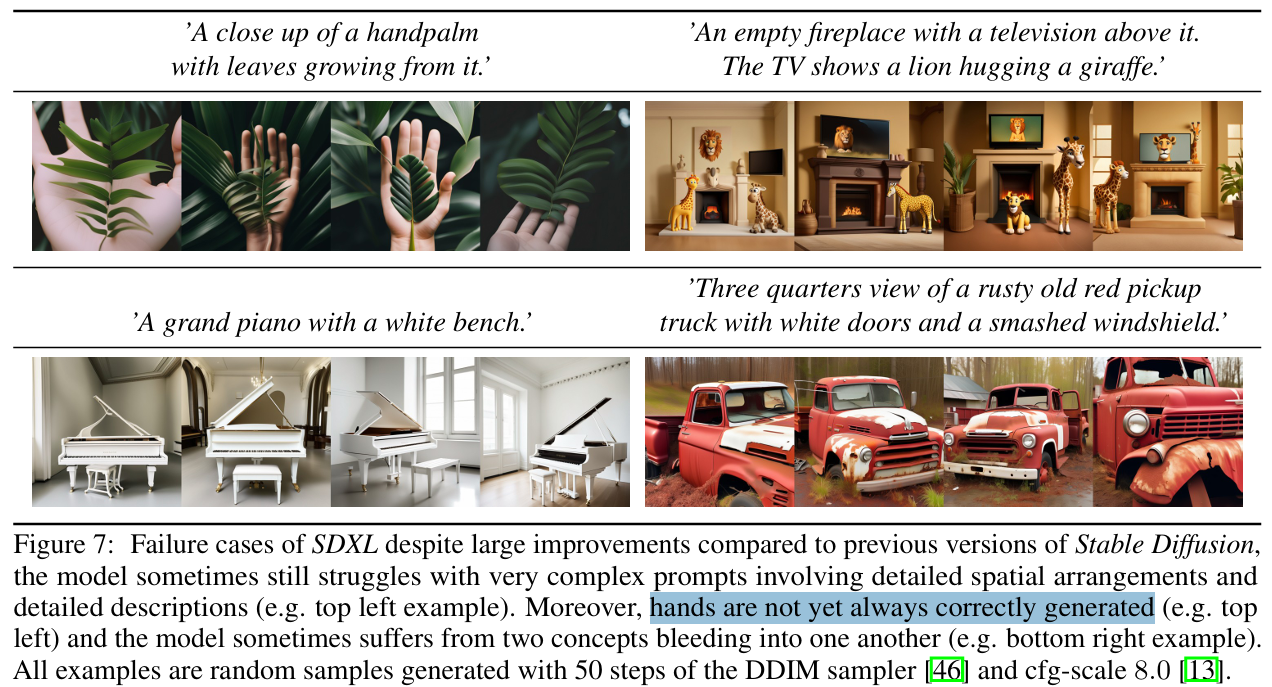 ’A close up of a handpalm
with leaves growing from it.’
’An empty fireplace with a television above it.
The TV shows a lion hugging a giraffe.’
’A grand piano with a white bench.’
’Three quarters view of a rusty old red pickup
truck with white doors and a smashed windshield.’
Figure 7: Failure cases of SDXL despite large improvements compared to previous versions of Stable Diffusion,
the model sometimes still struggles with very complex prompts involving detailed spatial arrangements and
detailed descriptions (e.g. top left example). Moreover, hands are not yet always correctly generated (e.g. top
left) and the model sometimes suffers from two concepts bleeding into one another (e.g. bottom right example).
All examples are random samples generated with 50 steps of the DDIM sampler [46] and cfg-scale 8.0 [13].